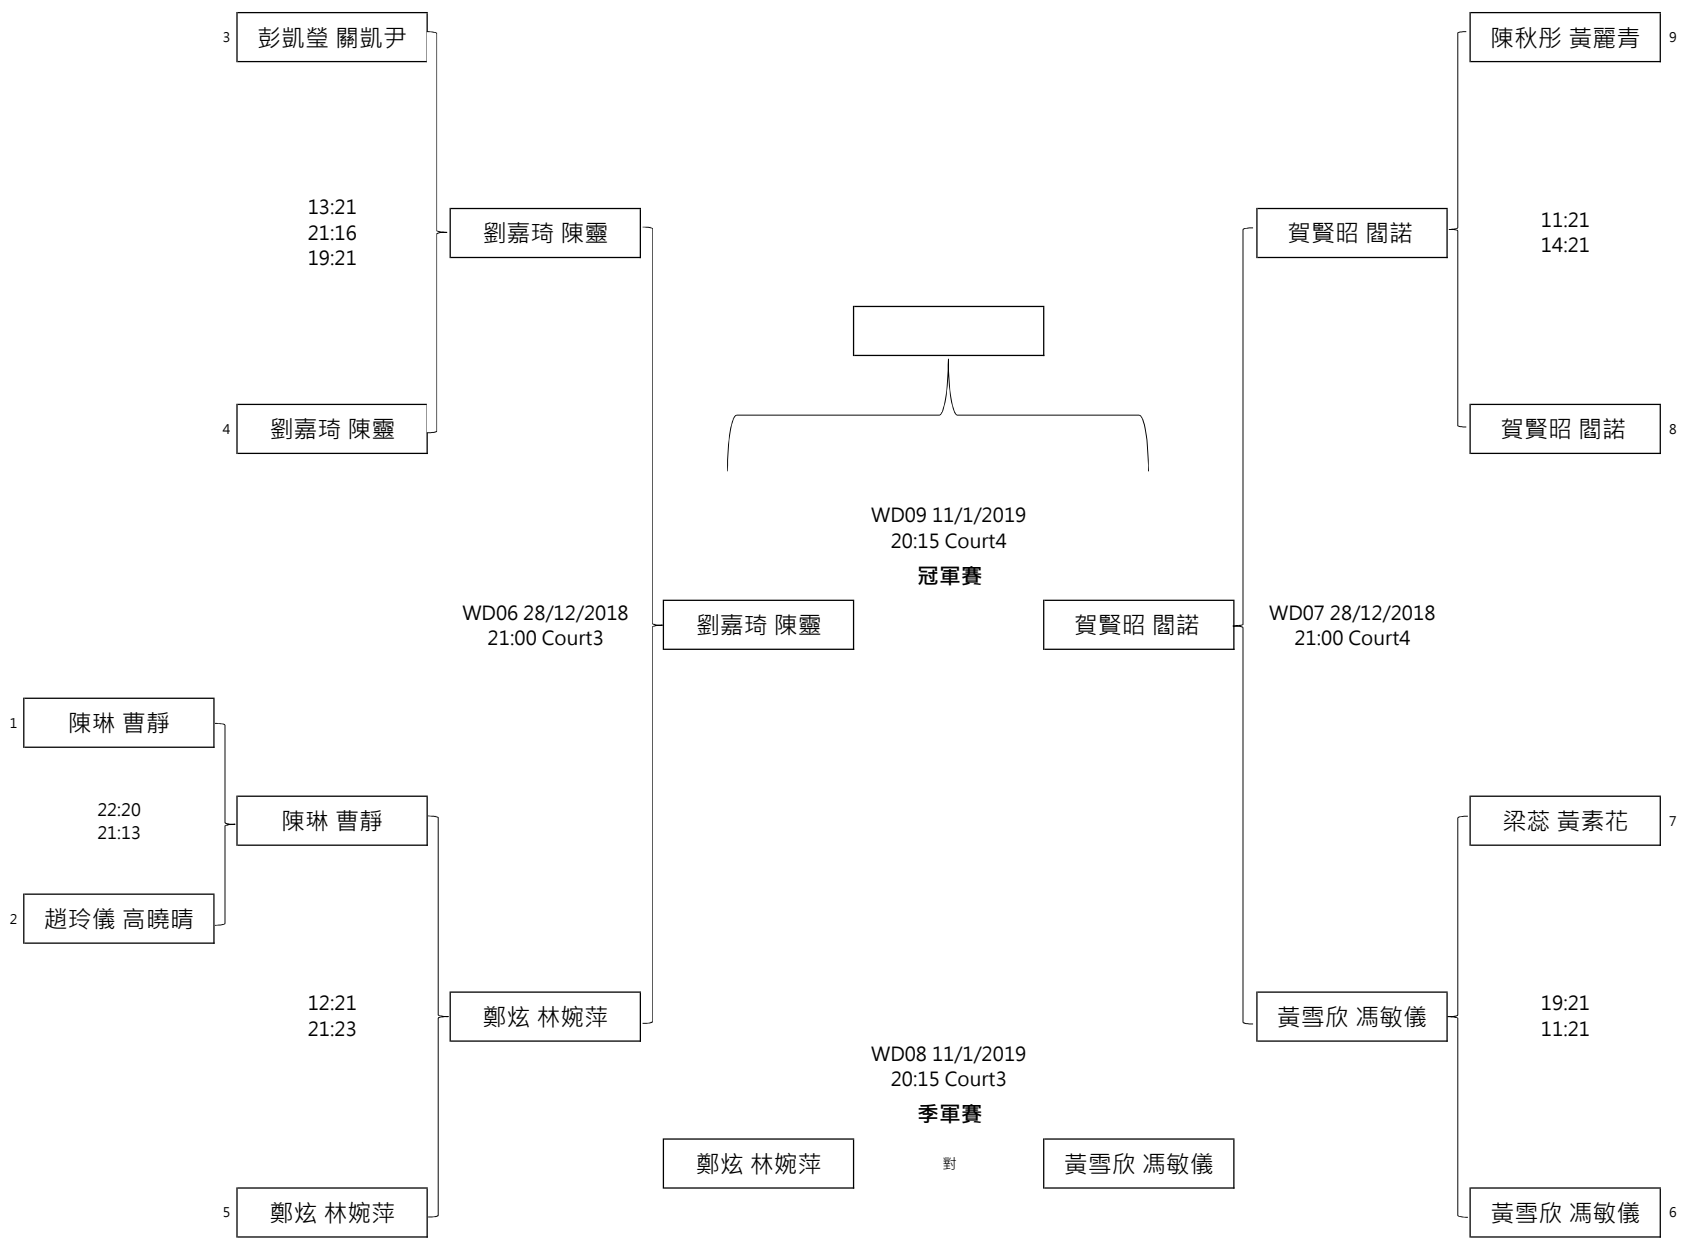 3
彭凱瑩 關凱尹
陳秋彤 黃麗青
9
13:21
21:16
19:21
劉嘉琦 陳靈
賀賢昭 閻諾
11:21
14:21
4
劉嘉琦 陳靈
賀賢昭 閻諾
8
WD09 11/1/2019
20:15 Court4
冠軍賽
WD06 28/12/2018
21:00 Court3
劉嘉琦 陳靈
賀賢昭 閻諾
WD07 28/12/2018
21:00 Court4
1
陳琳 曹靜
22:20
21:13
陳琳 曹靜
梁蕊 黃素花
7
2
趙玲儀 高曉晴
12:21
21:23
鄭炫 林婉萍
黃雪欣 馮敏儀
19:21
11:21
WD08 11/1/2019
20:15 Court3
季軍賽
鄭炫 林婉萍
對
黃雪欣 馮敏儀
5
鄭炫 林婉萍
黃雪欣 馮敏儀
6